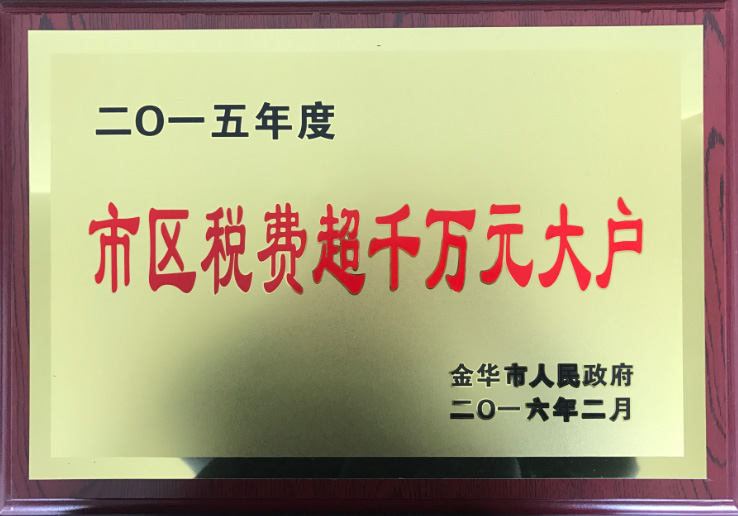 二〇一五年度
市区税费超千万元大户
金华市人民政府
二〇一六年二月